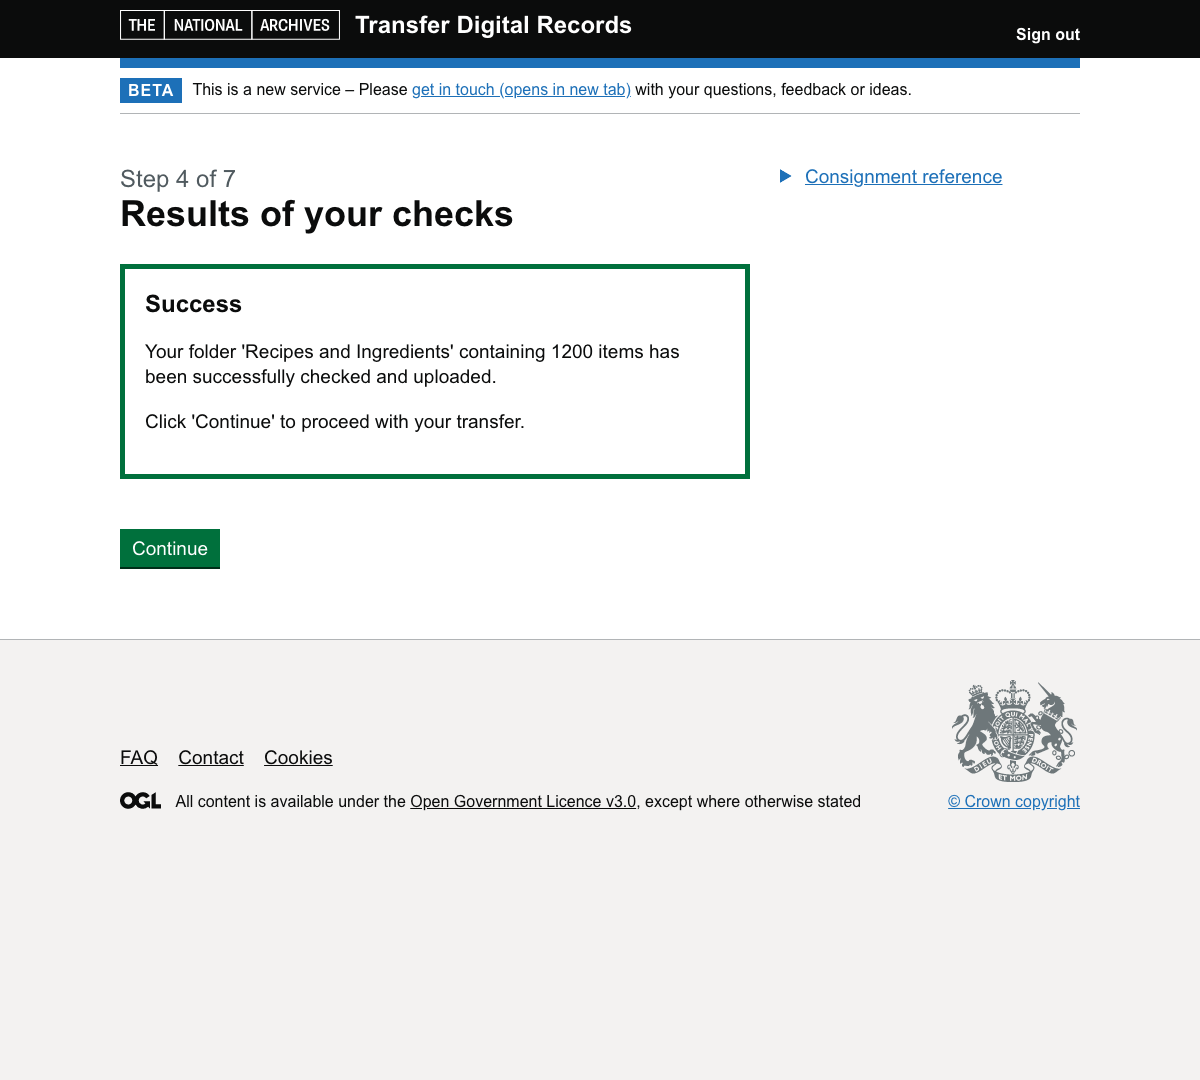 THE NATIONAL ARCHIVES Transfer Digital Records
Sign out
BETA This is a new service – Please get in touch (opens in new tab) with your questions, feedback or ideas.
Step 4 of 7
Results of your checks
Consignment reference
Success
Your folder 'Recipes and Ingredients' containing 1200 items has
been successfully checked and uploaded.
Click 'Continue' to proceed with your transfer.
Continue
FAQ Contact Cookies
DIEU ET MON DROIT
OGL All content is available under the Open Government Licence v3.0, except where otherwise stated
© Crown copyright